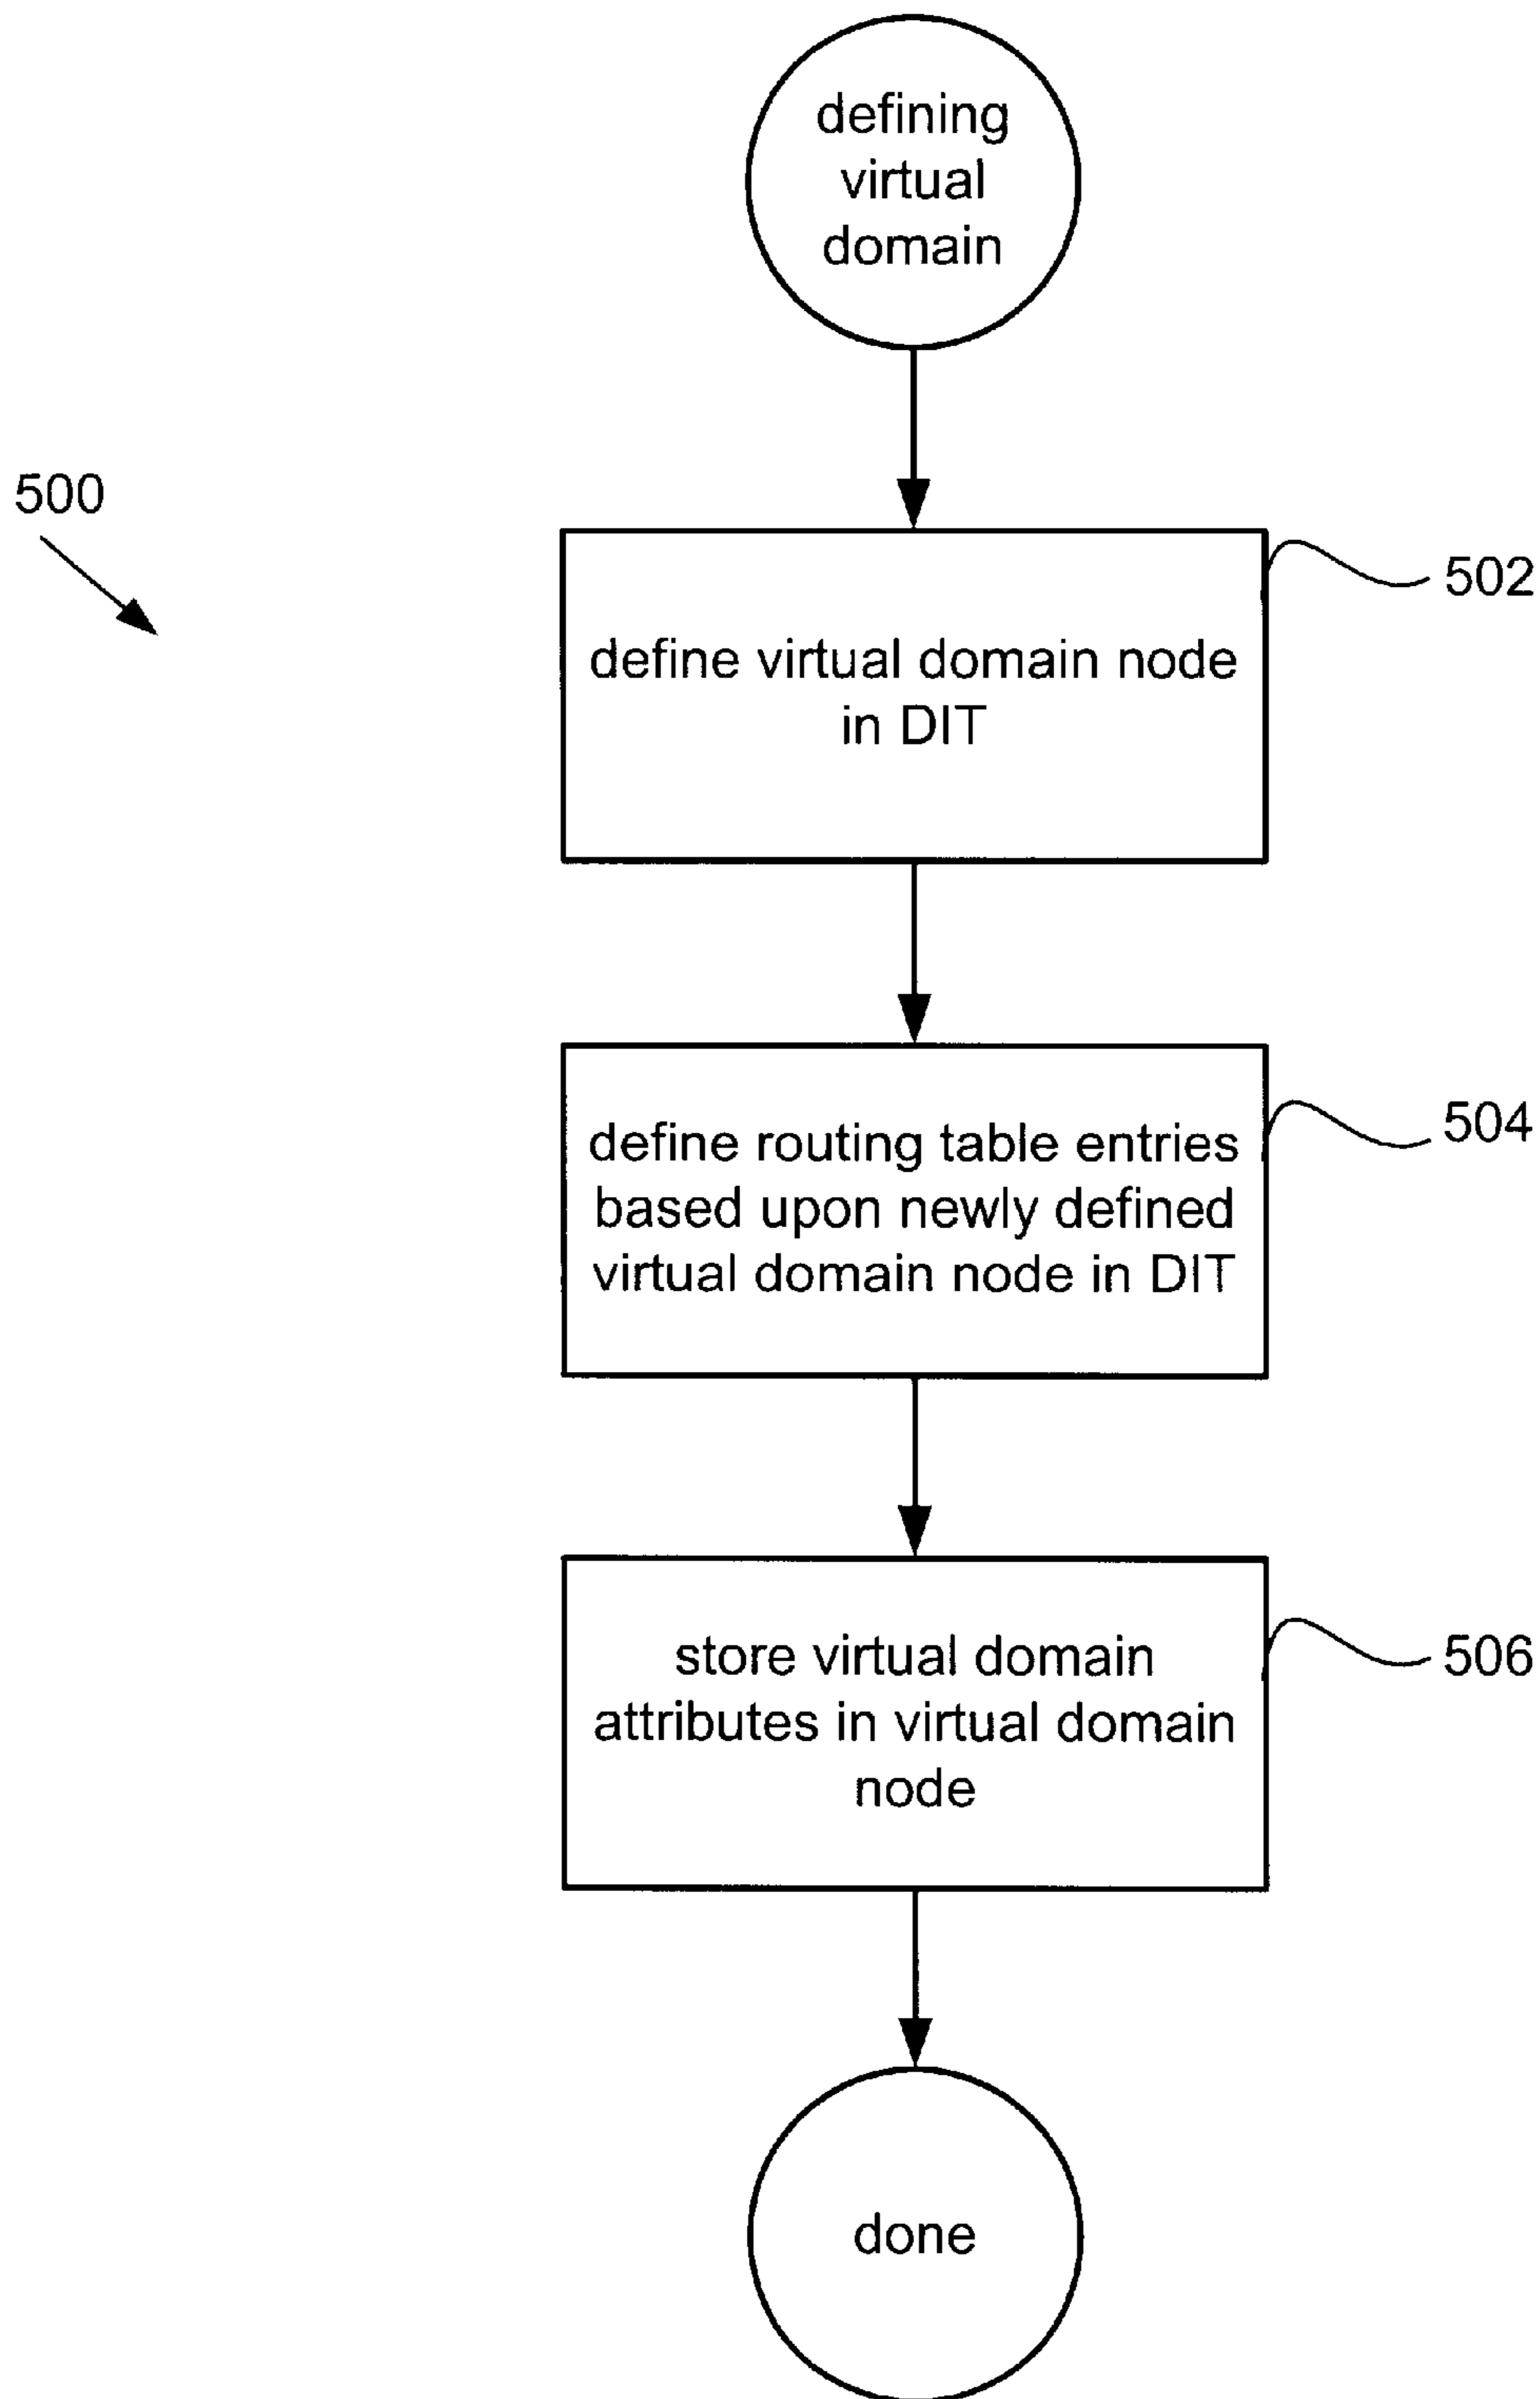 defining
virtual
domain
500
502
define virtual domain node
in DIT
504
define routing table entries
based upon newly defined
virtual domain node in DIT
506
store virtual domain
attributes in virtual domain
node
done